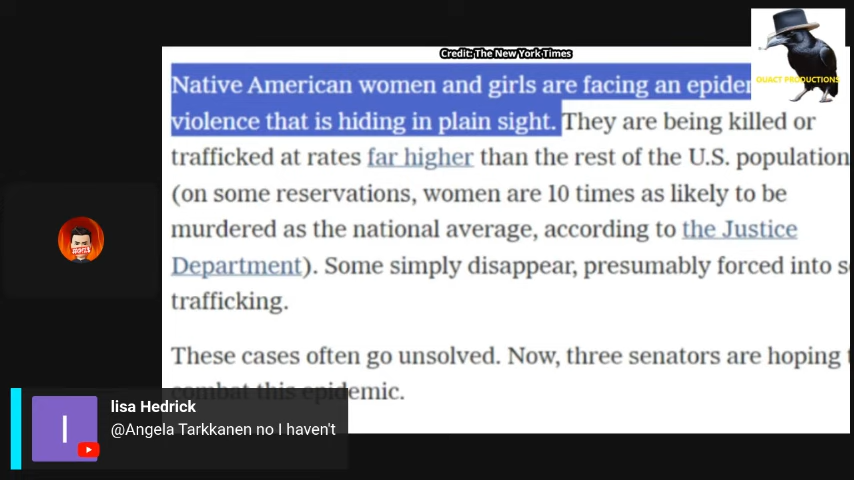 Credit: The New York Times
QUACT PRODUCTIONS
Native American women and girls are facing an
violence that is hiding in plain sight. They are being killed or
trafficked at rates far higher than the rest of the U.S. population
(on some reservations, women are 10 times as likely to be
murdered as the national average, according to the Justice
Department). Some simply disappear, presumably forced into
trafficking.
These cases often go unsolved. Now, three senators are hoping
combat this epidemic.
lisa Hedrick
@Angela Tarkkanen no I haven't